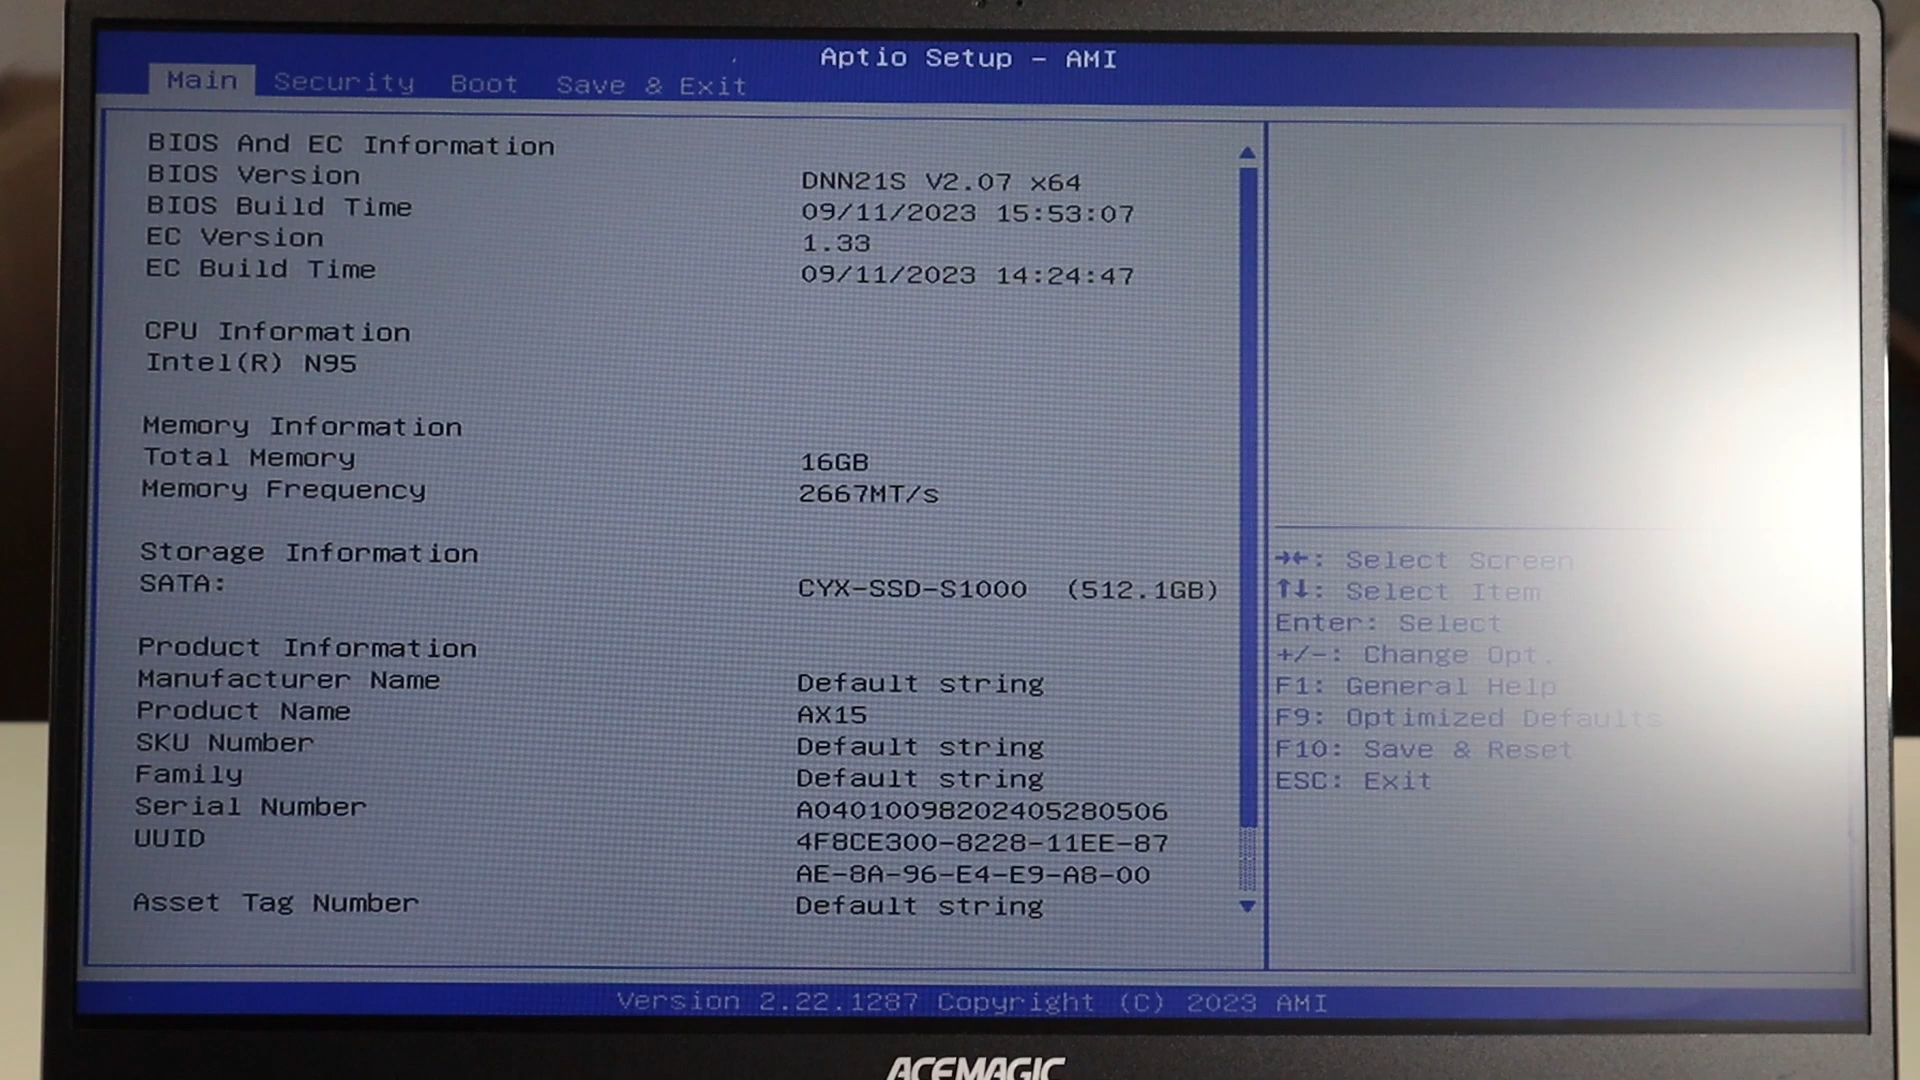 Aptio Setup - AMI
Main Security Boot Save & Exit
BIOS And EC Information
BIOS Version DNN21S V2.07 x64
BIOS Build Time 09/11/2023 15:53:07
EC Version 1.33
EC Build Time 09/11/2023 14:24:47
CPU Information
Intel(R) N95
Memory Information
Total Memory 16GB
Memory Frequency 2667MT/s
Storage Information
SATA: CYX-SSD-S1000 (512.1GB)
Product Information
Manufacturer Name Default string
Product Name AX15
SKU Number Default string
Family Default string
Serial Number A04010098202405280506
UUID 4F8CE300-8228-11EE-87
AE-8A-96-E4-E9-A8-00
Asset Tag Number Default string
→←: Select Screen
↑↓: Select Item
Enter: Select
+/-: Change Opt.
F1: General Help
F9: Optimized Defaults
F10: Save & Reset
ESC: Exit
Version 2.22.1287 Copyright (C) 2023 AMI
ACEMAGIC